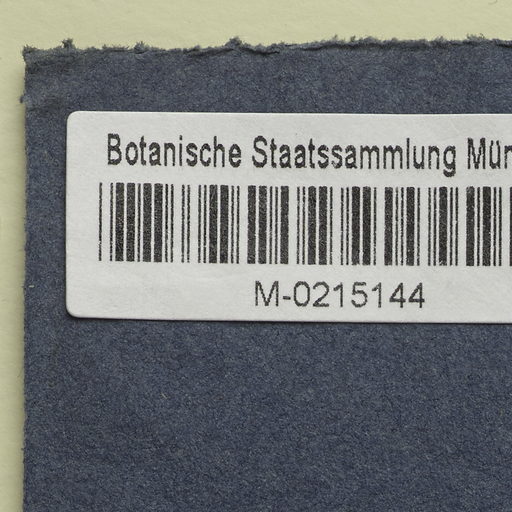 Botanische Staatssammlung Mün
M-0215144